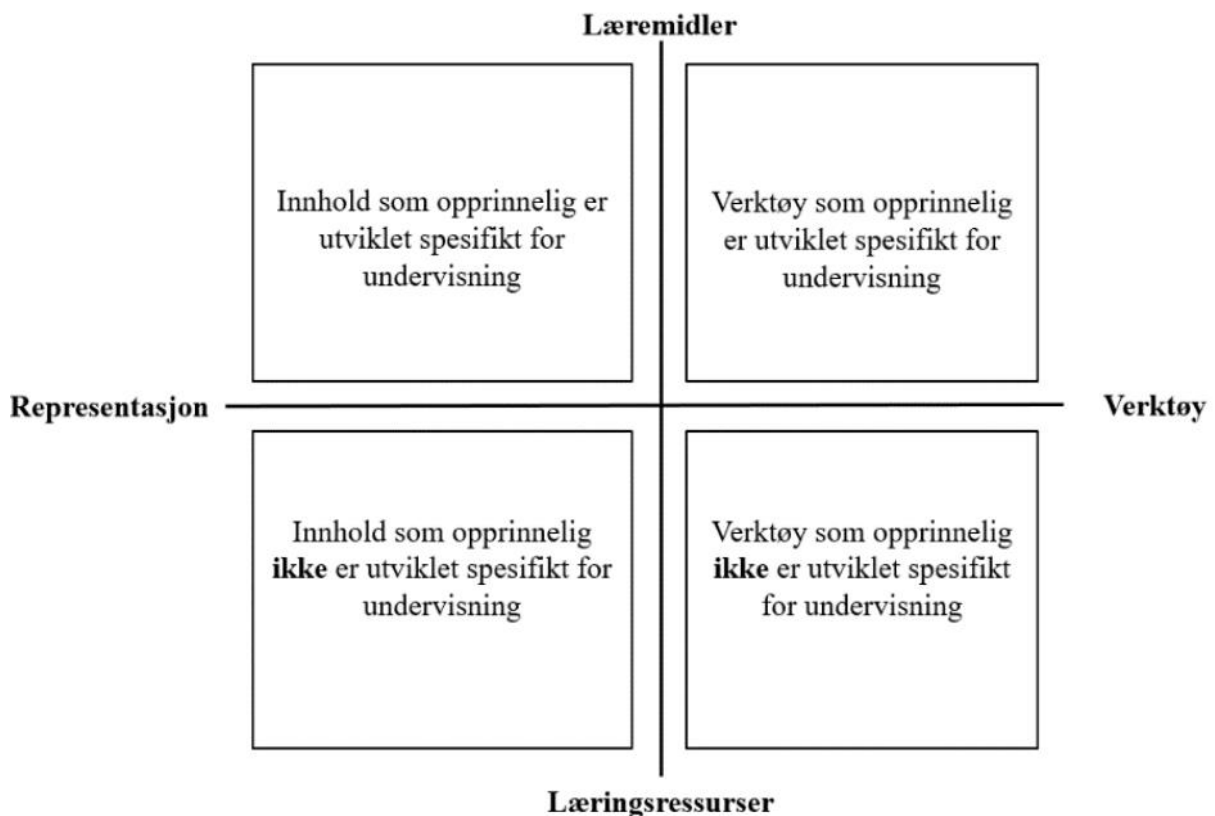 Læremidler
Innhold som opprinnelig er
utviklet spesifikt for
undervisning
Verktøy som opprinnelig
er utviklet spesifikt for
undervisning
Representasjon
Verktøy
Innhold som opprinnelig
ikke er utviklet spesifikt for
undervisning
Verktøy som opprinnelig
ikke er utviklet spesifikt
for undervisning
Læringsressurser